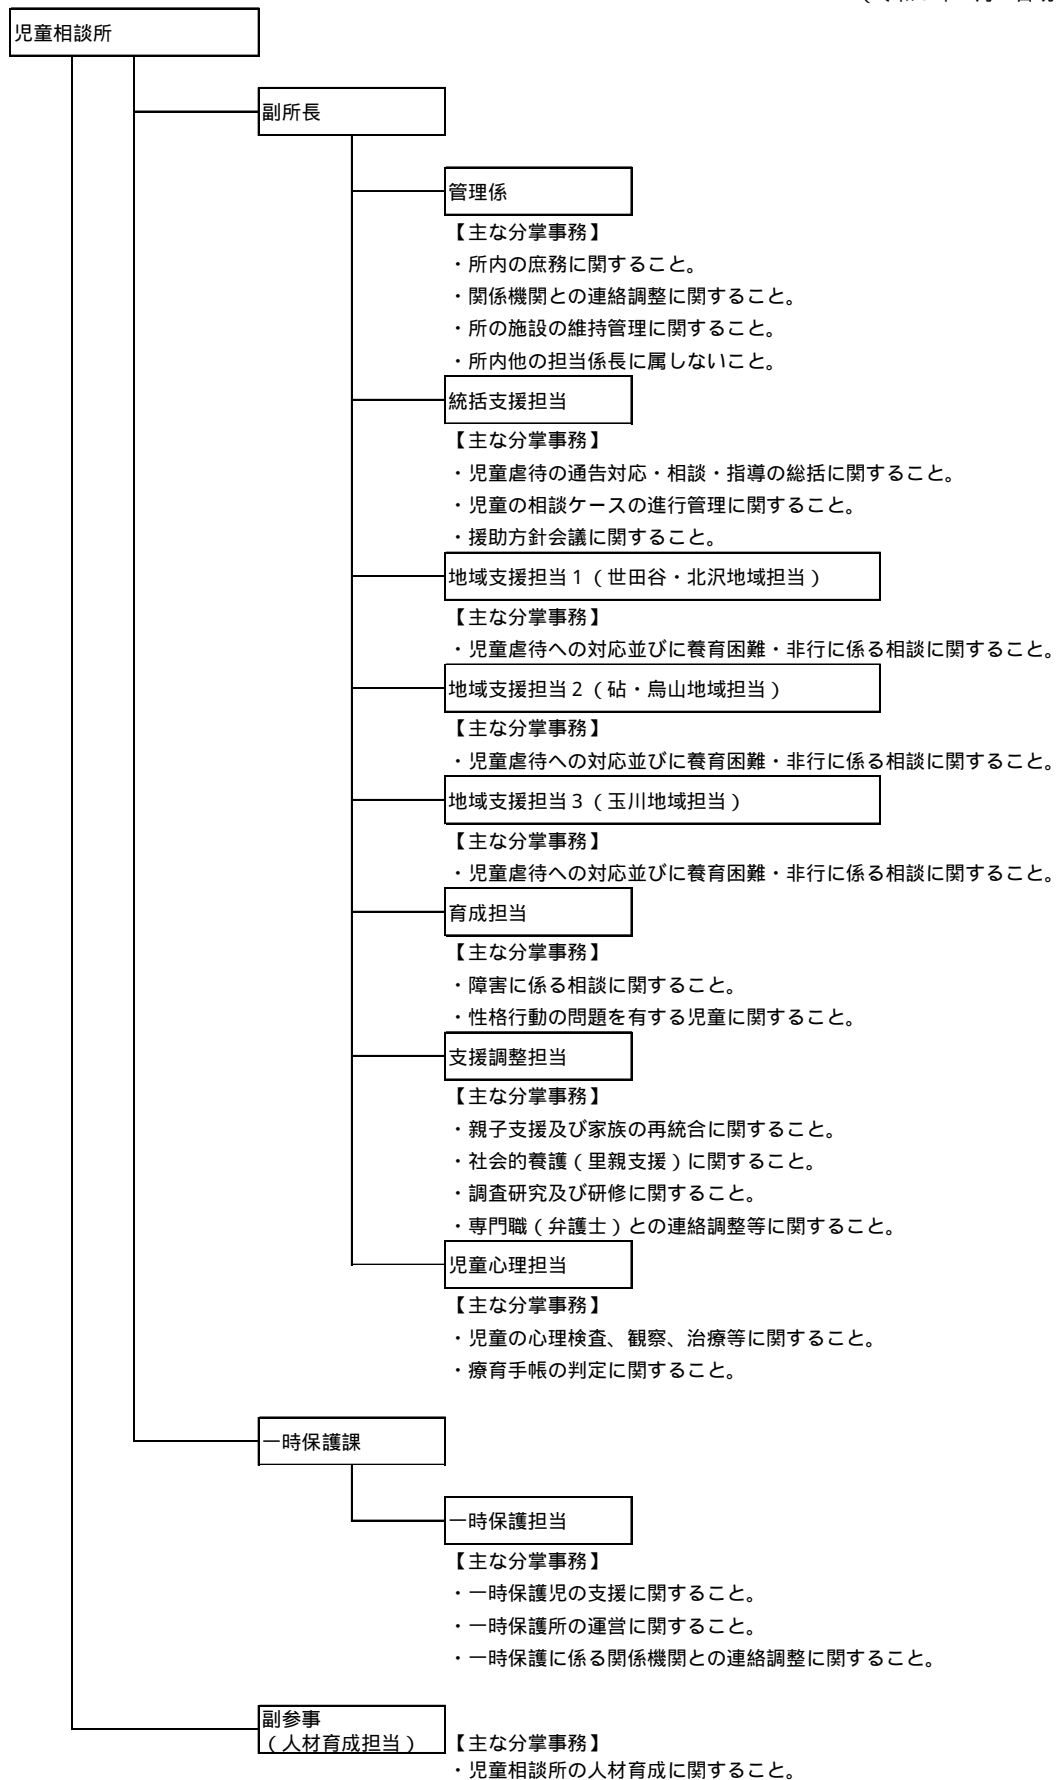 児童相談所
副所長
管理係
【主な分掌事務】
・所内の庶務に関すること。
・関係機関との連絡調整に関すること。
・所の施設の維持管理に関すること。
・所内他の担当係長に属しないこと。
統括支援担当
【主な分掌事務】
・児童虐待の通告対応・相談・指導の総括に関すること。
・児童の相談ケースの進行管理に関すること。
・援助方針会議に関すること。
地域支援担当1（世田谷・北沢地域担当）
【主な分掌事務】
・児童虐待への対応並びに養育困難・非行に係る相談に関すること。
地域支援担当2（砧・烏山地域担当）
【主な分掌事務】
・児童虐待への対応並びに養育困難・非行に係る相談に関すること。
地域支援担当3（玉川地域担当）
【主な分掌事務】
・児童虐待への対応並びに養育困難・非行に係る相談に関すること。
育成担当
【主な分掌事務】
・障害に係る相談に関すること。
・性格行動の問題を有する児童に関すること。
支援調整担当
【主な分掌事務】
・親子支援及び家族の再統合に関すること。
・社会的養護（里親支援）に関すること。
・調査研究及び研修に関すること。
・専門職（弁護士）との連絡調整等に関すること。
児童心理担当
【主な分掌事務】
・児童の心理検査、観察、治療等に関すること。
・療育手帳の判定に関すること。
一時保護課
一時保護担当
【主な分掌事務】
・一時保護児の支援に関すること。
・一時保護所の運営に関すること。
・一時保護に係る関係機関との連絡調整に関すること。
副参事
（人材育成担当）
【主な分掌事務】
・児童相談所の人材育成に関すること。